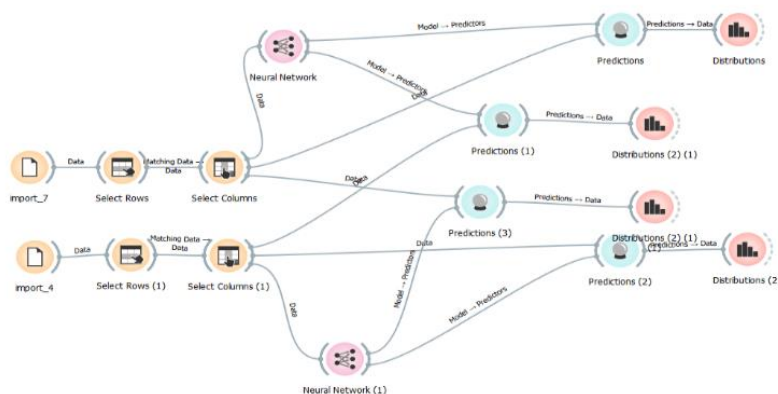 Model → Predictors
Predictions → Data
Neural Network
Predictions
Distributions
Model → Predictors
Data
Data
Predictions → Data
Predictions (1)
Distributions (2) (1)
Data
Matching Data →
Data
import_7
Select Rows
Select Columns
Data
Data
Predictions → Data
Predictions (3)
Distributions (2) (1)
(1)
Data
Matching Data →
Data
Data
Predictions → Data
import_4
Select Rows (1)
Select Columns (1)
Predictions (2)
Distributions (2
Data
Model → Predictors
Model → Predictors
Neural Network (1)